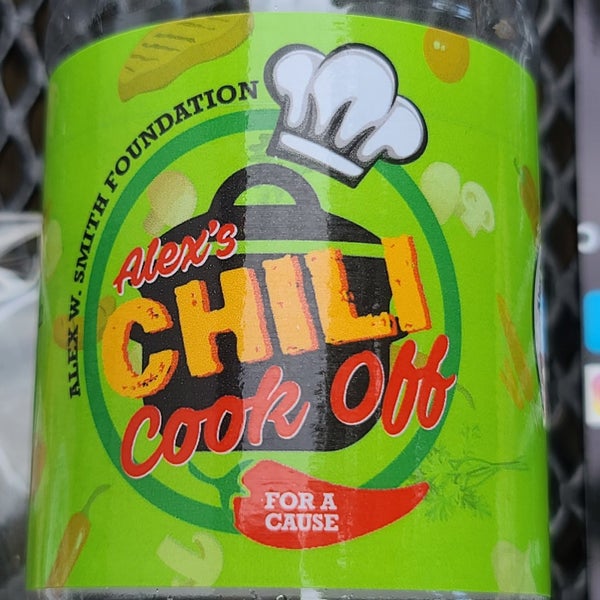 ALEX W. SMITH FOUNDATION
Alex's
CHILI
Cook Off
FOR A
CAUSE